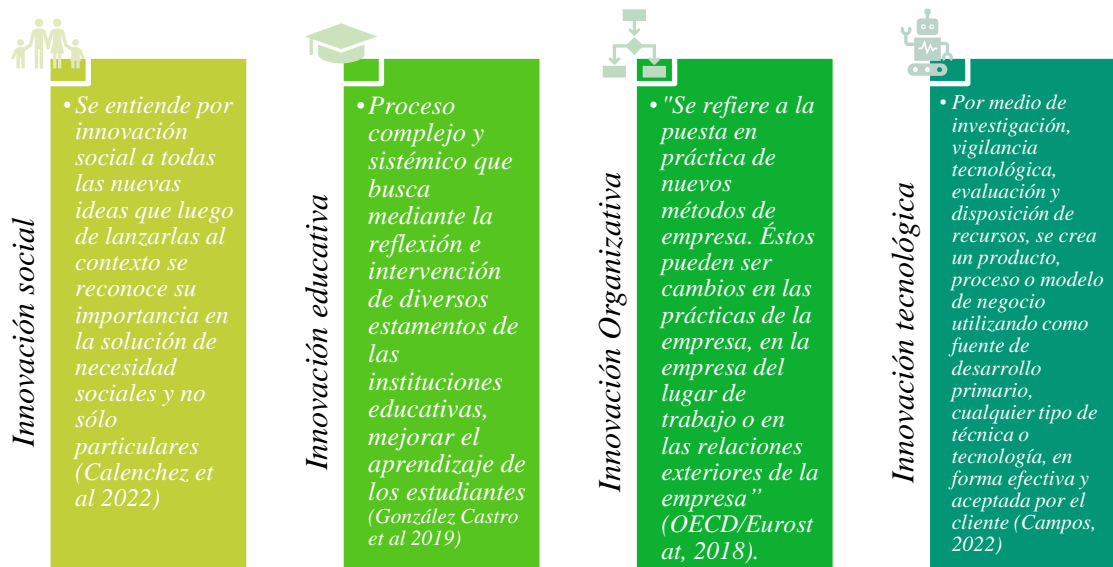 Innovación social
• Se entiende por
innovación
social a todas
las nuevas
ideas que luego
de lanzarlas al
contexto se
reconoce su
importancia en
la solución de
necesidad
sociales y no
sólo
particulares
(Calenchez et
al 2022)
Innovación educativa
• Proceso
complejo y
sistémico que
busca
mediante la
reflexión e
intervención
de diversos
estamentos de
las
instituciones
educativas,
mejorar el
aprendizaje de
los estudiantes
(González Castro
et al 2019)
Innovación Organizativa
• "Se refiere a la
puesta en
práctica de
nuevos
métodos de
empresa. Éstos
pueden ser
cambios en las
prácticas de la
empresa, en la
empresa del
lugar de
trabajo o en
las relaciones
exteriores de la
empresa”
(OECD/Eurost
at, 2018).
Innovación tecnológica
• Por medio de
investigación,
vigilancia
tecnológica,
evaluación y
disposición de
recursos, se crea
un producto,
proceso o modelo
de negocio
utilizando como
fuente de
desarrollo
primario,
cualquier tipo de
técnica o
tecnología, en
forma efectiva y
aceptada por el
cliente (Campos,
2022)